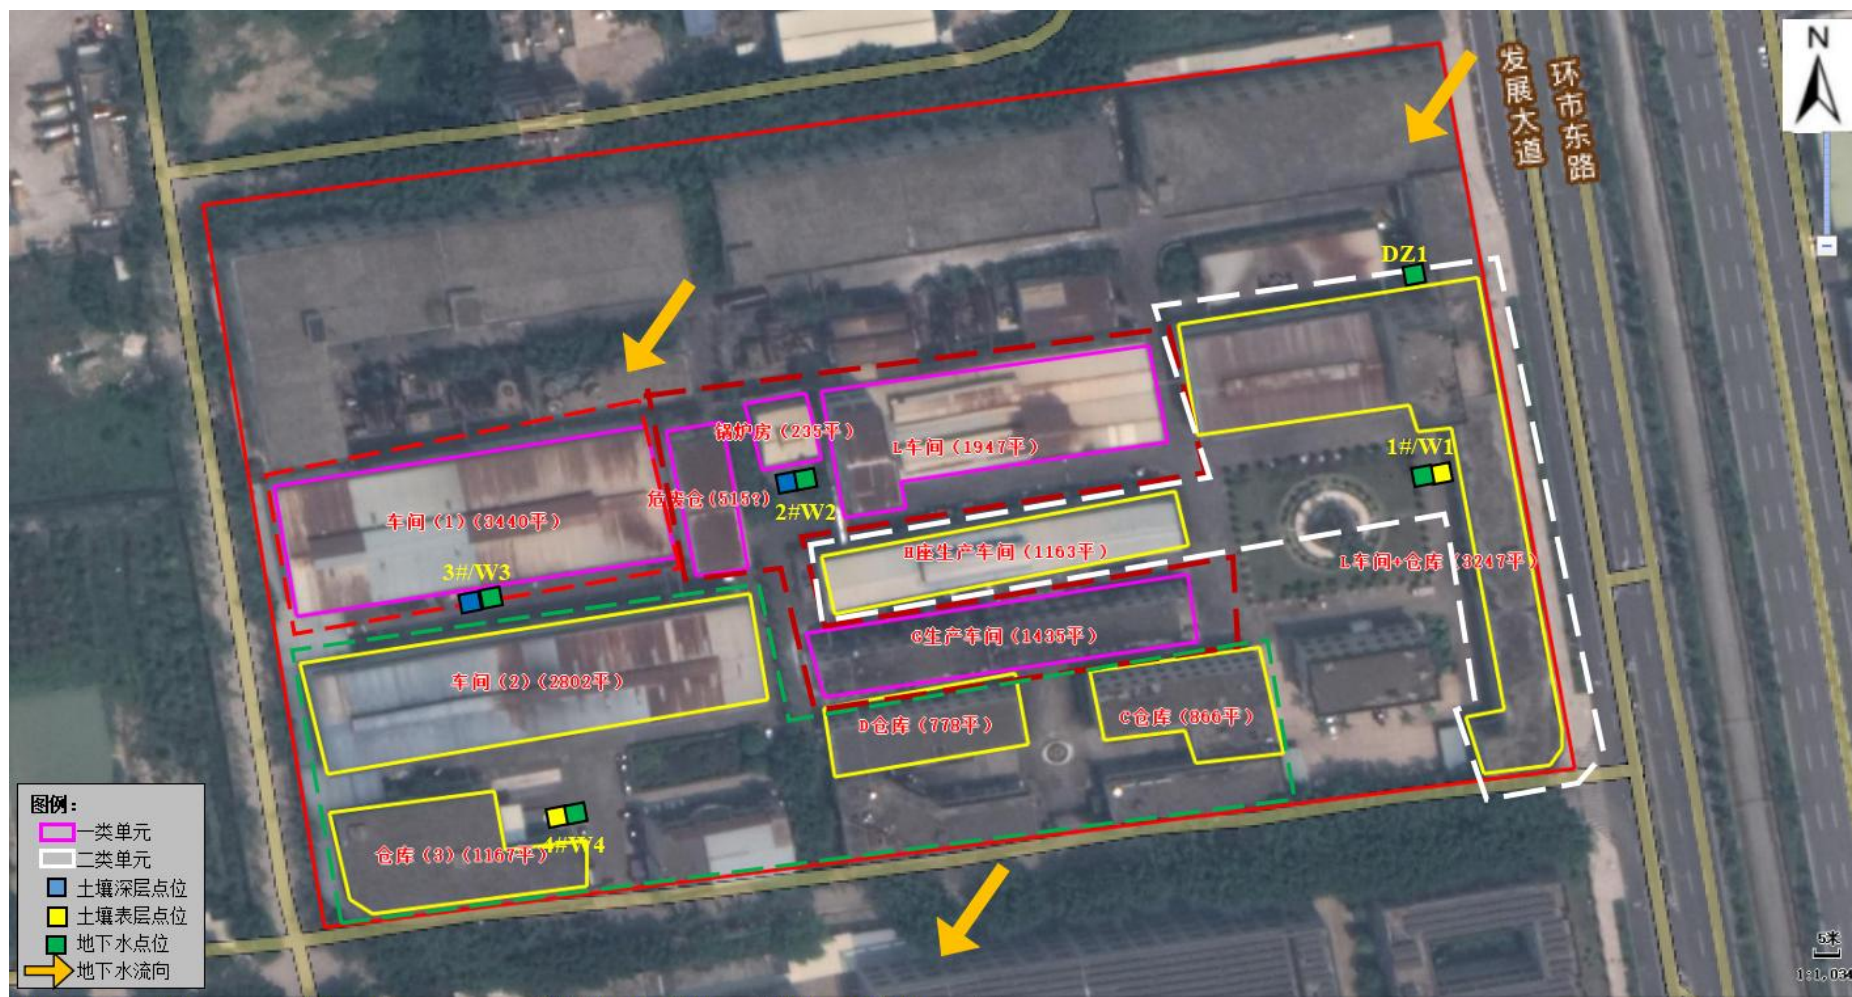 N
发展大道
环市东路
DZ1
锅炉房（235平）
L车间（1947平）
1#/W1
危废仓（515?）
车间（1）（3440平）
2#W2
H座生产车间（1163平）
L车间+仓库（3247平）
3#/W3
G生产车间（1435平）
车间（2）（2802平）
D仓库（778平）
C仓库（866平）
4#W4
仓库（3）（1167平）
图例：
一类单元
二类单元
土壤深层点位
土壤表层点位
地下水点位
地下水流向
5米